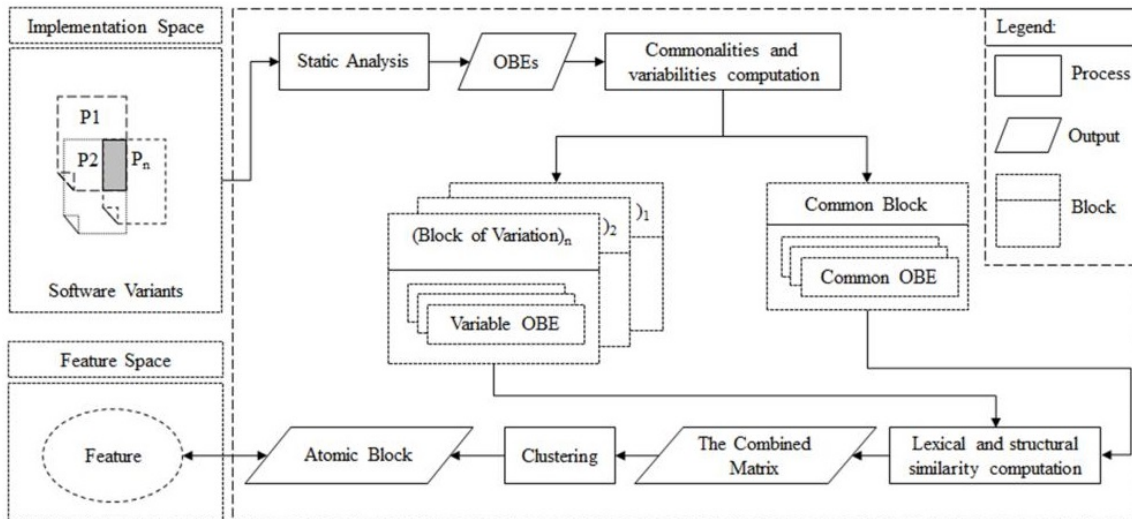 Implementation Space
P1
P2
Pn
Software Variants
Static Analysis
OBEs
Commonalities and
variabilities computation
Legend:
Process
Output
Block
)1
)2
(Block of Variation)n
Variable OBE
Common Block
Common OBE
Feature Space
Feature
Atomic Block
Clustering
The Combined
Matrix
Lexical and structural
similarity computation